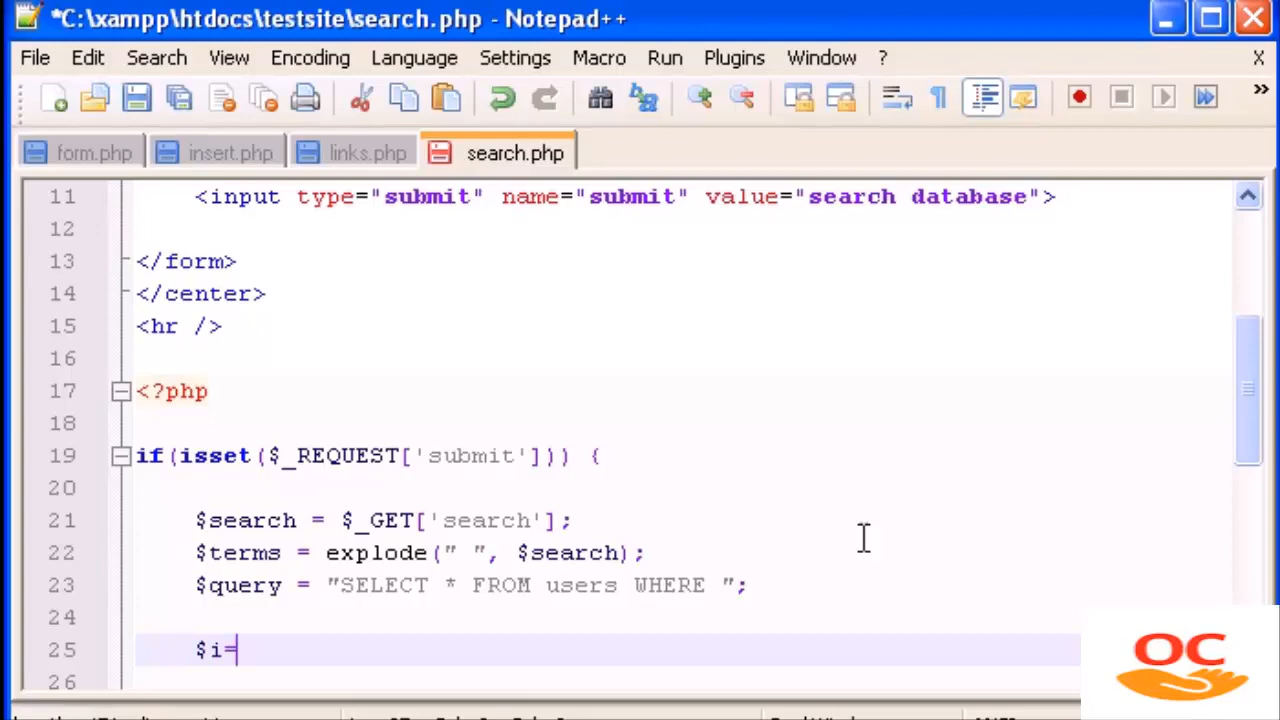 *C:\xampp\htdocs\testsite\search.php - Notepad++
File Edit Search View Encoding Language Settings Macro Run Plugins Window ? X
form.php insert.php links.php search.php
11 <input type="submit" name="submit" value="search database">
12
13 </form>
14 </center>
15 <hr />
16
17 <?php
18
19 if(isset($_REQUEST['submit'])) {
20
21 $search = $_GET['search'];
22 $terms = explode(" ", $search);
23 $query = "SELECT * FROM users WHERE ";
24
25 $i=
26
OC